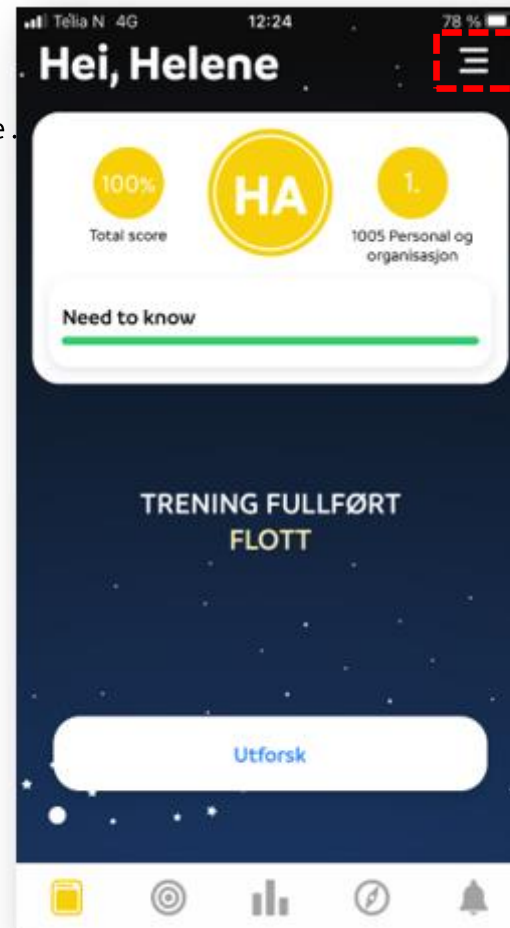 Telia N 4G 12:24 78 %
Hei, Helene
e.
100% HA 1.
Total score 1005 Personal og
organisasjon
Need to know
TRENING FULLFØRT
FLOTT
Utforsk